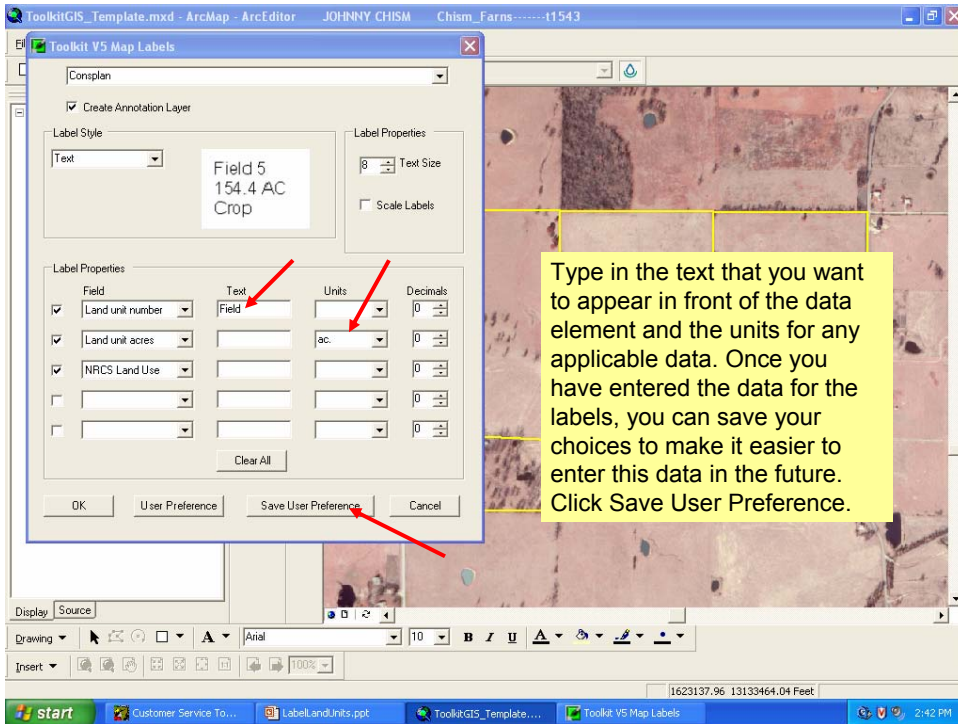 ToolkitGIS_Template.mxd - ArcMap - ArcEditor JOHNNY CHISM Chism_Farns-------t1543
Toolkit V5 Map Labels
Consplan
Create Annotation Layer
Label Style
Label Properties
Text
Field 5
154.4 AC
Crop
8 Text Size
Scale Labels
Label Properties
Field Text Units Decimals
Land unit number Field 0
Land unit acres ac. 0
NRCS Land Use 0
0
0
Clear All
OK User Preference Save User Preference Cancel
Type in the text that you want
to appear in front of the data
element and the units for any
applicable data. Once you
have entered the data for the
labels, you can save your
choices to make it easier to
enter this data in the future.
Click Save User Preference.
Display Source
Drawing A Arial 10 B I U A
Insert 100%
1623137.96 13133464.04 Feet
start Customer Service To... LabelLandUnits.ppt ToolkitGIS_Template.... Toolkit V5 Map Labels 2:42 PM